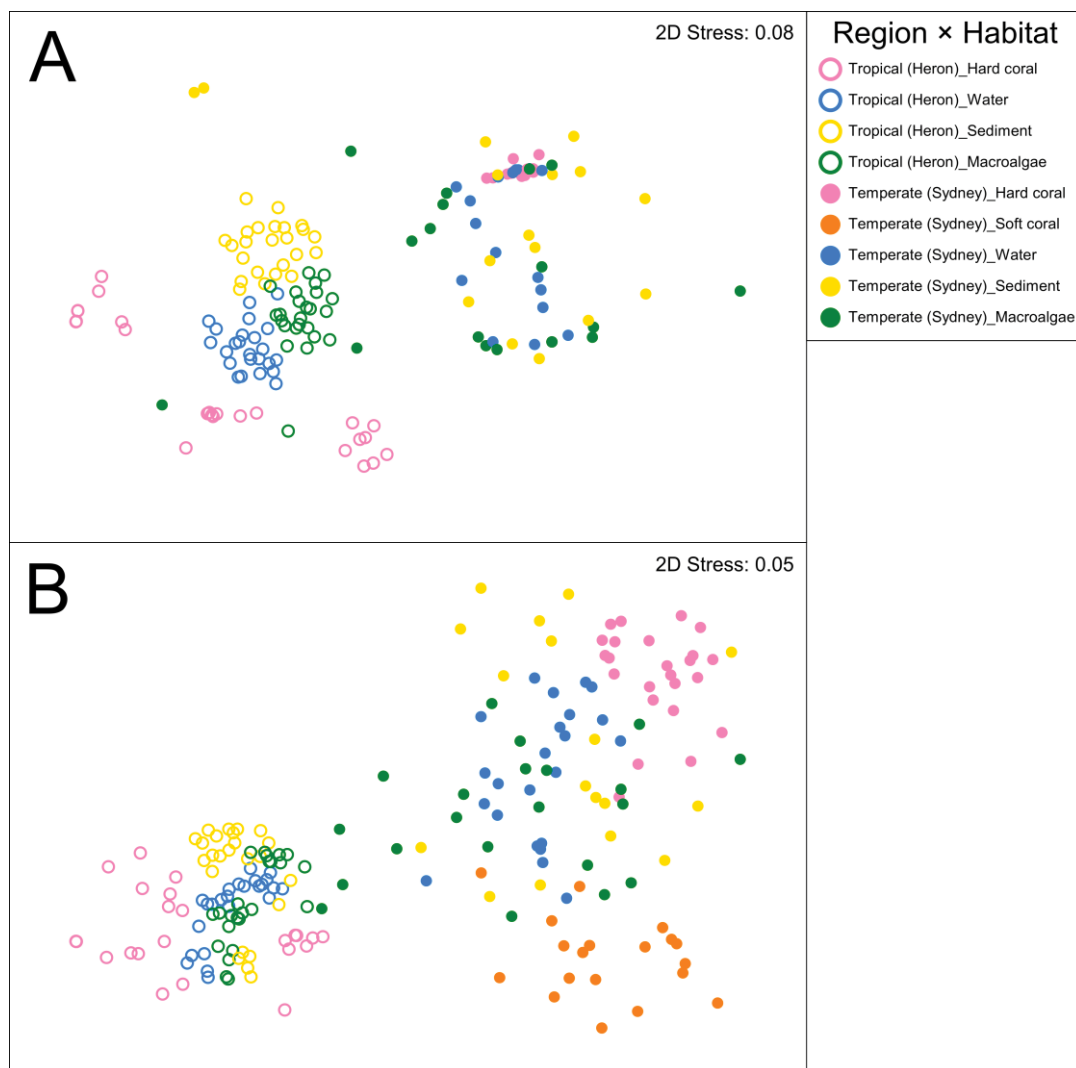 A
2D Stress: 0.08
Region × Habitat
Tropical (Heron)_Hard coral
Tropical (Heron)_Water
Tropical (Heron)_Sediment
Tropical (Heron)_Macroalgae
Temperate (Sydney)_Hard coral
Temperate (Sydney)_Soft coral
Temperate (Sydney)_Water
Temperate (Sydney)_Sediment
Temperate (Sydney)_Macroalgae
B
2D Stress: 0.05